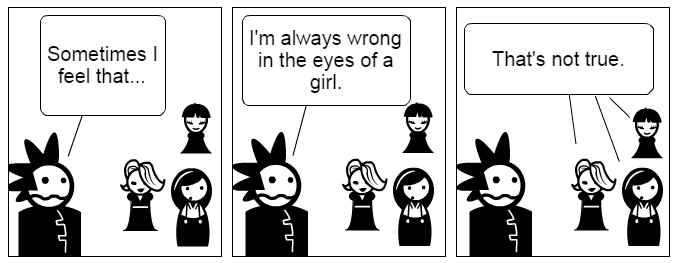 Sometimes I
feel that...
I'm always wrong
in the eyes of a
girl.
That's not true.